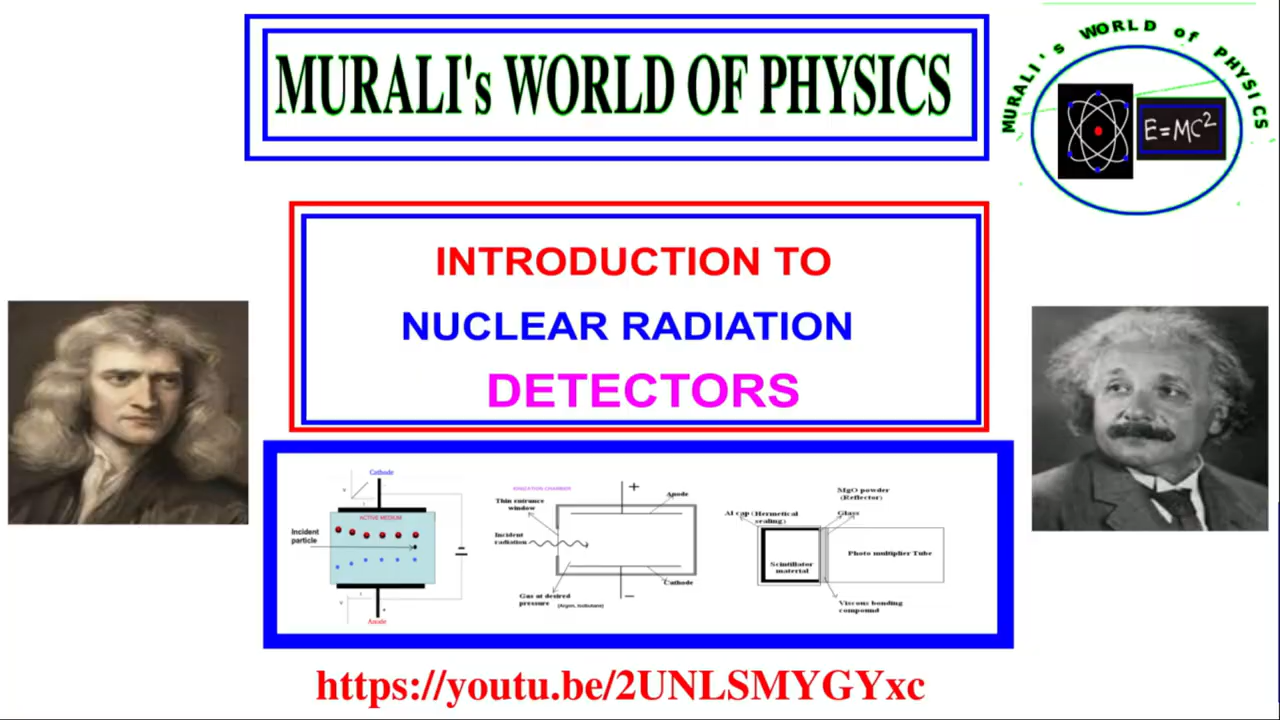 MURALI's WORLD OF PHYSICS
MURALI's WORLD of PHYSICS
E=MC²
INTRODUCTION TO
NUCLEAR RADIATION
DETECTORS
Cathode
ACTIVE MEDIUM
Incident
particle
V
V
Anode
IONIZATION CHAMBER
+
Thin entrance
window
Anode
Incident
radiation
Cathode
Gas at desired
pressure
MgO powder
(Reflector)
Al cap (Hermetical
sealing)
Glass
Photo multiplier Tube
Scintillator
material
Viscous bonding
compound
https://youtu.be/2UNLSMYGYxc